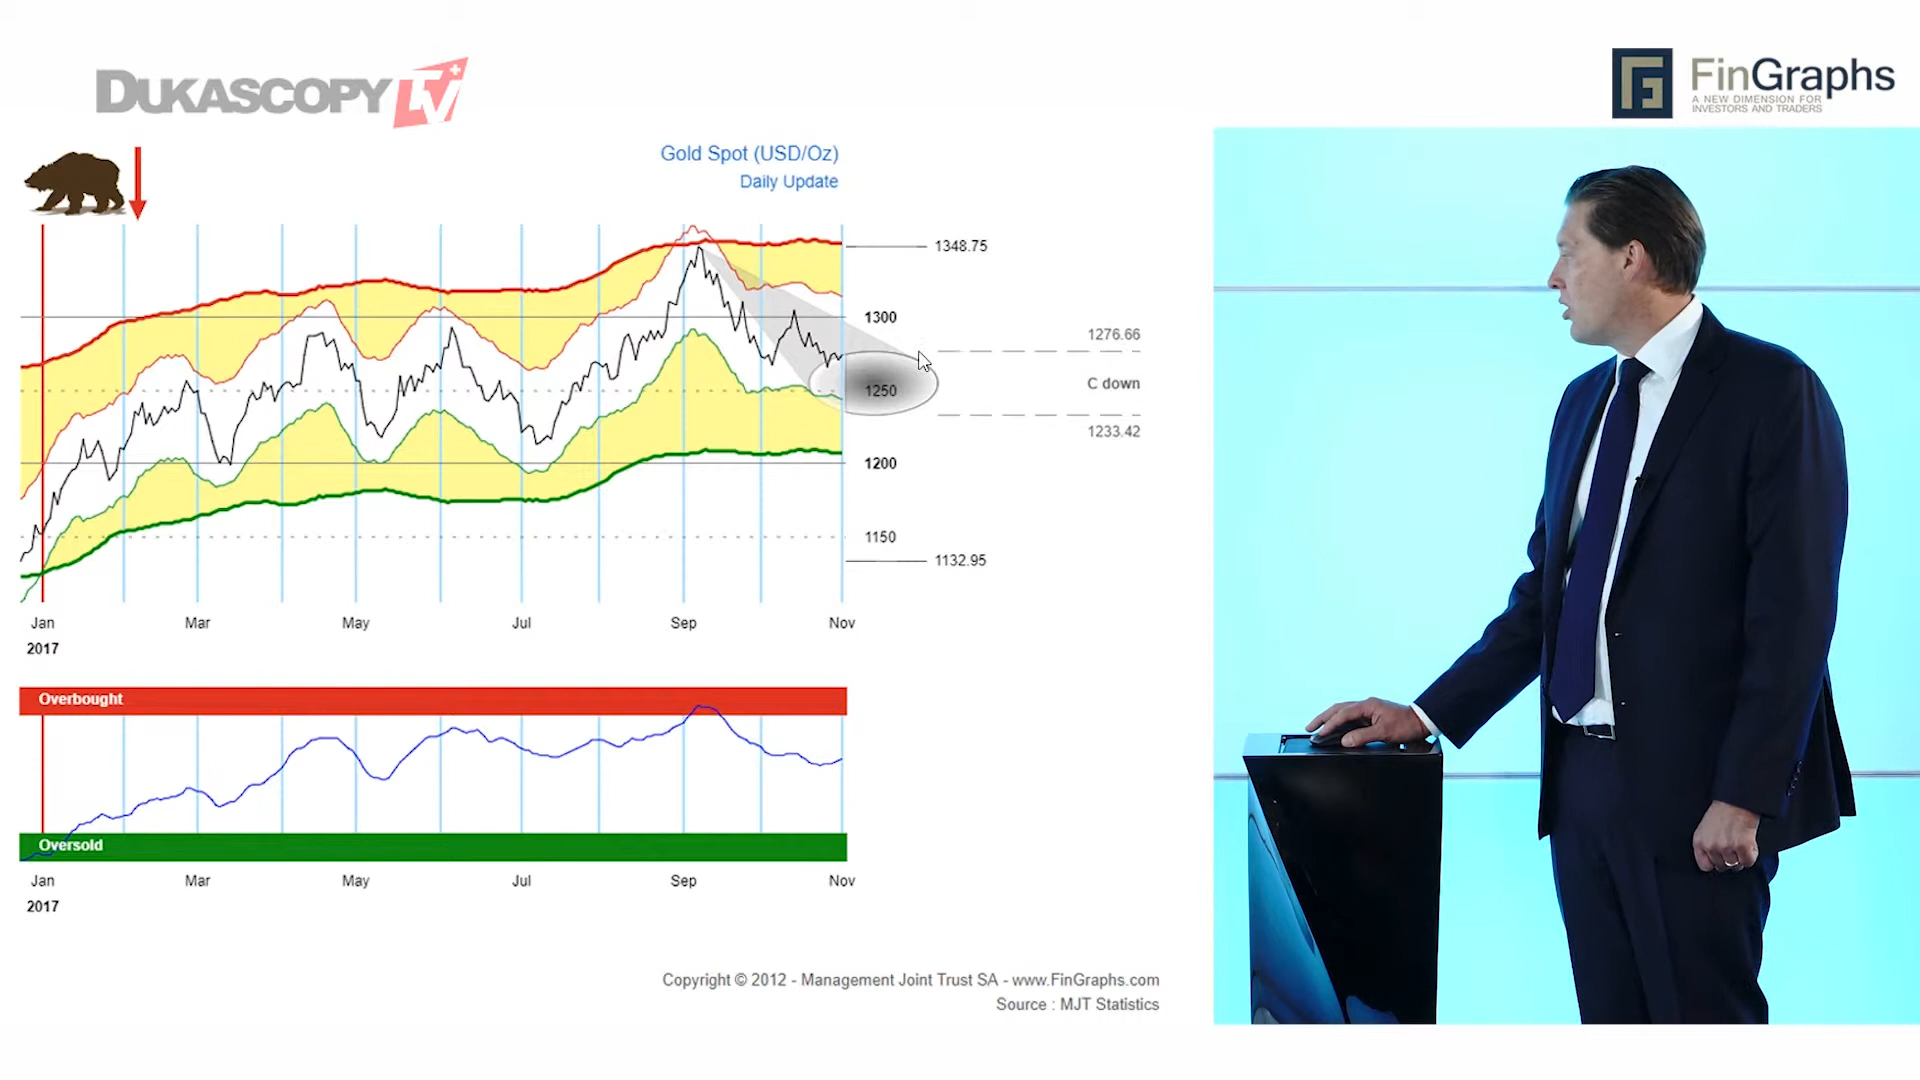 DUKASCOPY TV
FinGraphs
A NEW DIMENSION FOR
INVESTORS AND TRADERS
Gold Spot (USD/Oz)
Daily Update
1348.75
1300
1276.66
C down
1250
1233.42
1200
1150
1132.95
Jan Mar May Jul Sep Nov
2017
Overbought
Oversold
Jan Mar May Jul Sep Nov
2017
Copyright © 2012 - Management Joint Trust SA - www.FinGraphs.com
Source : MJT Statistics